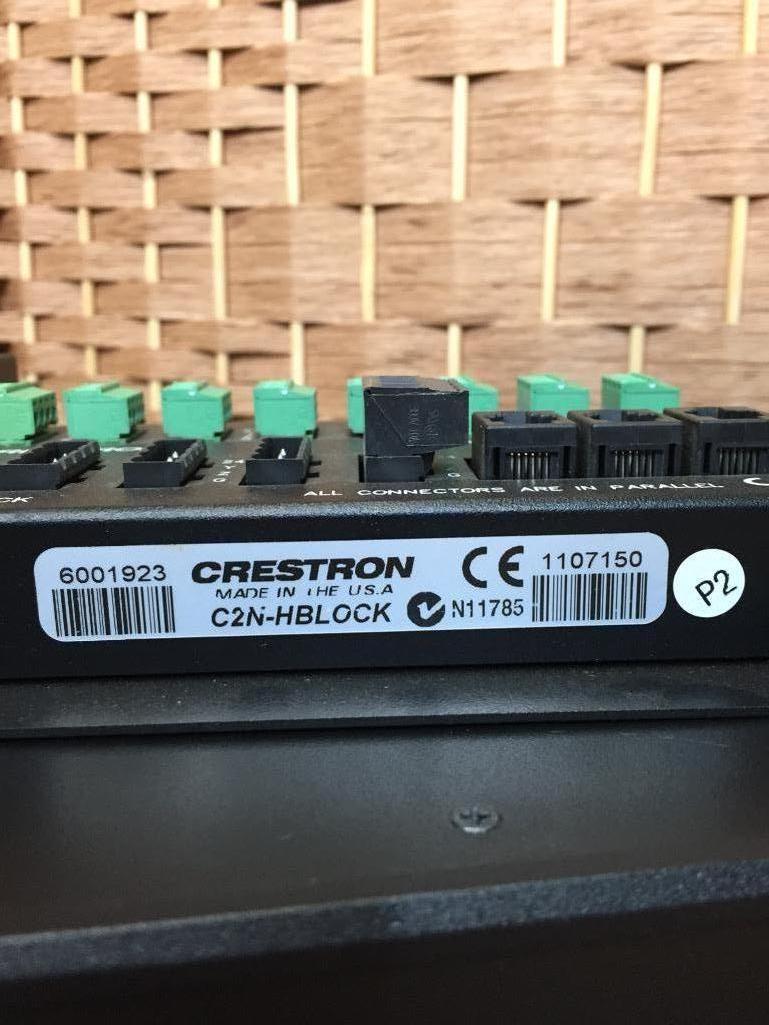 ALL CONNECTORS ARE IN PARALLEL
6001923
CRESTRON
MADE IN THE U.S.A
C2N-HBLOCK
N11785
CE
1107150
P2